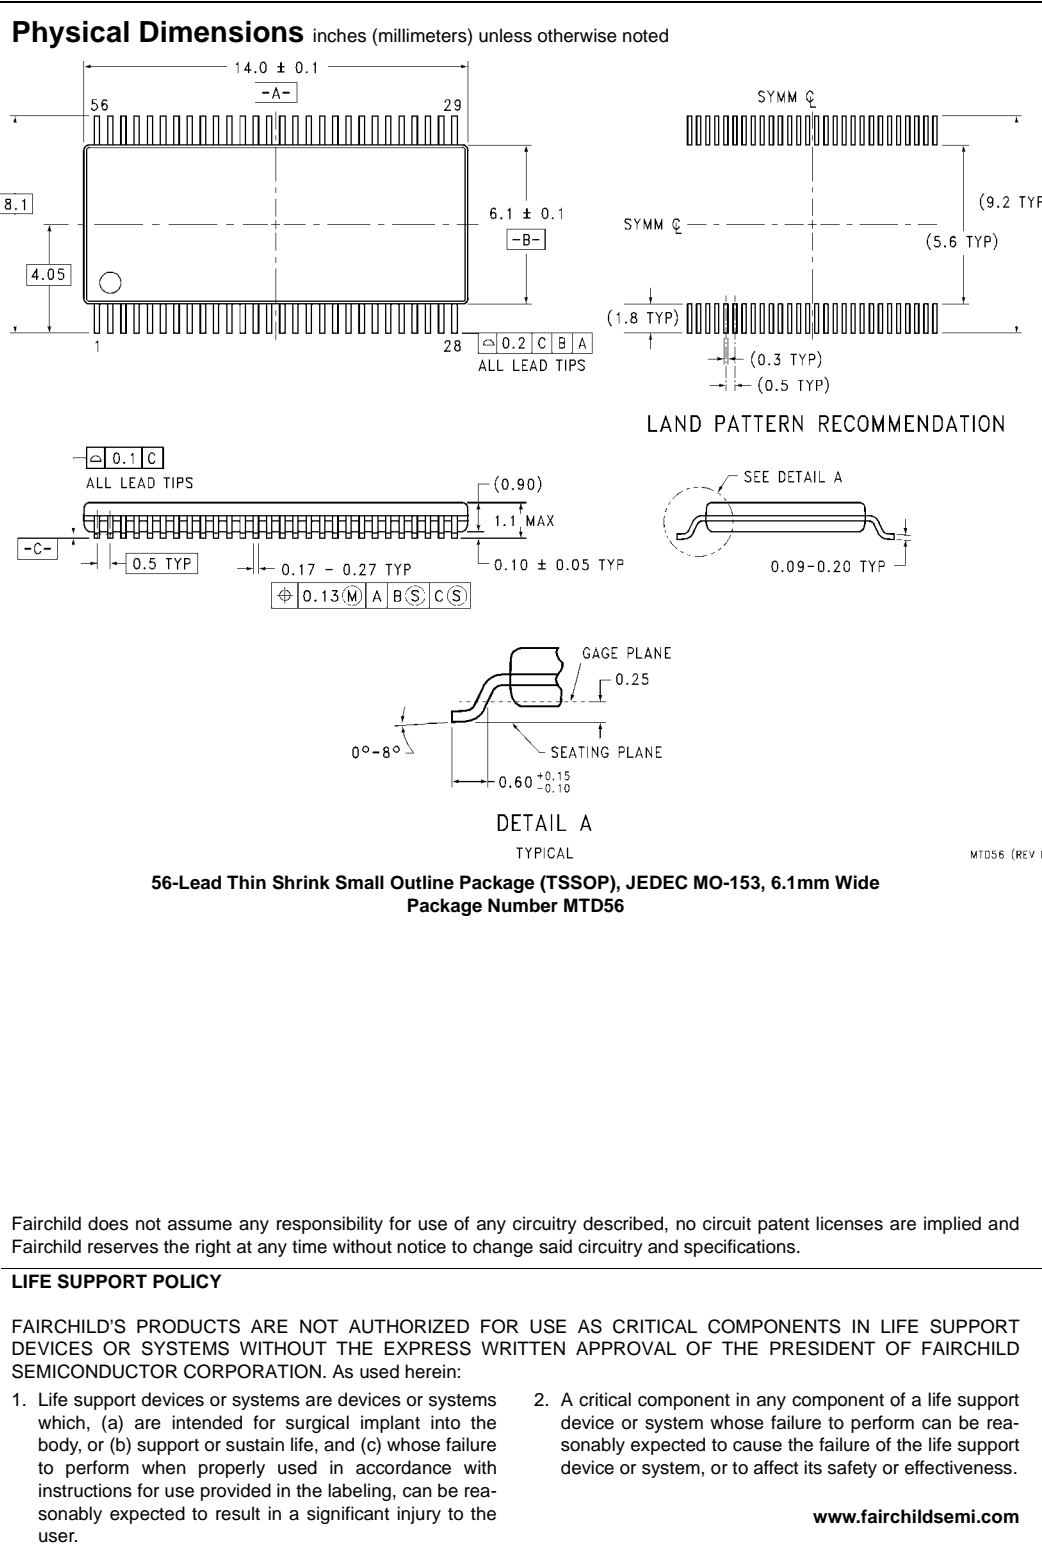 Physical Dimensions inches (millimeters) unless otherwise noted
14.0 ± 0.1
-A-
56
29
8.1
4.05
6.1 ± 0.1
-B-
1
28
⌓ 0.2 C B A
ALL LEAD TIPS
SYMM ℄
SYMM ℄
(9.2 TYP
(5.6 TYP)
(1.8 TYP)
(0.3 TYP)
(0.5 TYP)
LAND PATTERN RECOMMENDATION
⌓ 0.1 C
ALL LEAD TIPS
(0.90)
1.1 MAX
-C-
0.5 TYP
0.17 - 0.27 TYP
0.10 ± 0.05 TYP
⌖ 0.13Ⓜ A BⓈ CⓈ
SEE DETAIL A
0.09-0.20 TYP
GAGE PLANE
0.25
0°-8°
SEATING PLANE
0.60 +0.15 -0.10
DETAIL A
TYPICAL
MTD56 (REV
56-Lead Thin Shrink Small Outline Package (TSSOP), JEDEC MO-153, 6.1mm Wide
Package Number MTD56
Fairchild does not assume any responsibility for use of any circuitry described, no circuit patent licenses are implied and
Fairchild reserves the right at any time without notice to change said circuitry and specifications.
LIFE SUPPORT POLICY
FAIRCHILD'S PRODUCTS ARE NOT AUTHORIZED FOR USE AS CRITICAL COMPONENTS IN LIFE SUPPORT
DEVICES OR SYSTEMS WITHOUT THE EXPRESS WRITTEN APPROVAL OF THE PRESIDENT OF FAIRCHILD
SEMICONDUCTOR CORPORATION. As used herein:
1. Life support devices or systems are devices or systems
which, (a) are intended for surgical implant into the
body, or (b) support or sustain life, and (c) whose failure
to perform when properly used in accordance with
instructions for use provided in the labeling, can be rea-
sonably expected to result in a significant injury to the
user.
2. A critical component in any component of a life support
device or system whose failure to perform can be rea-
sonably expected to cause the failure of the life support
device or system, or to affect its safety or effectiveness.
www.fairchildsemi.com